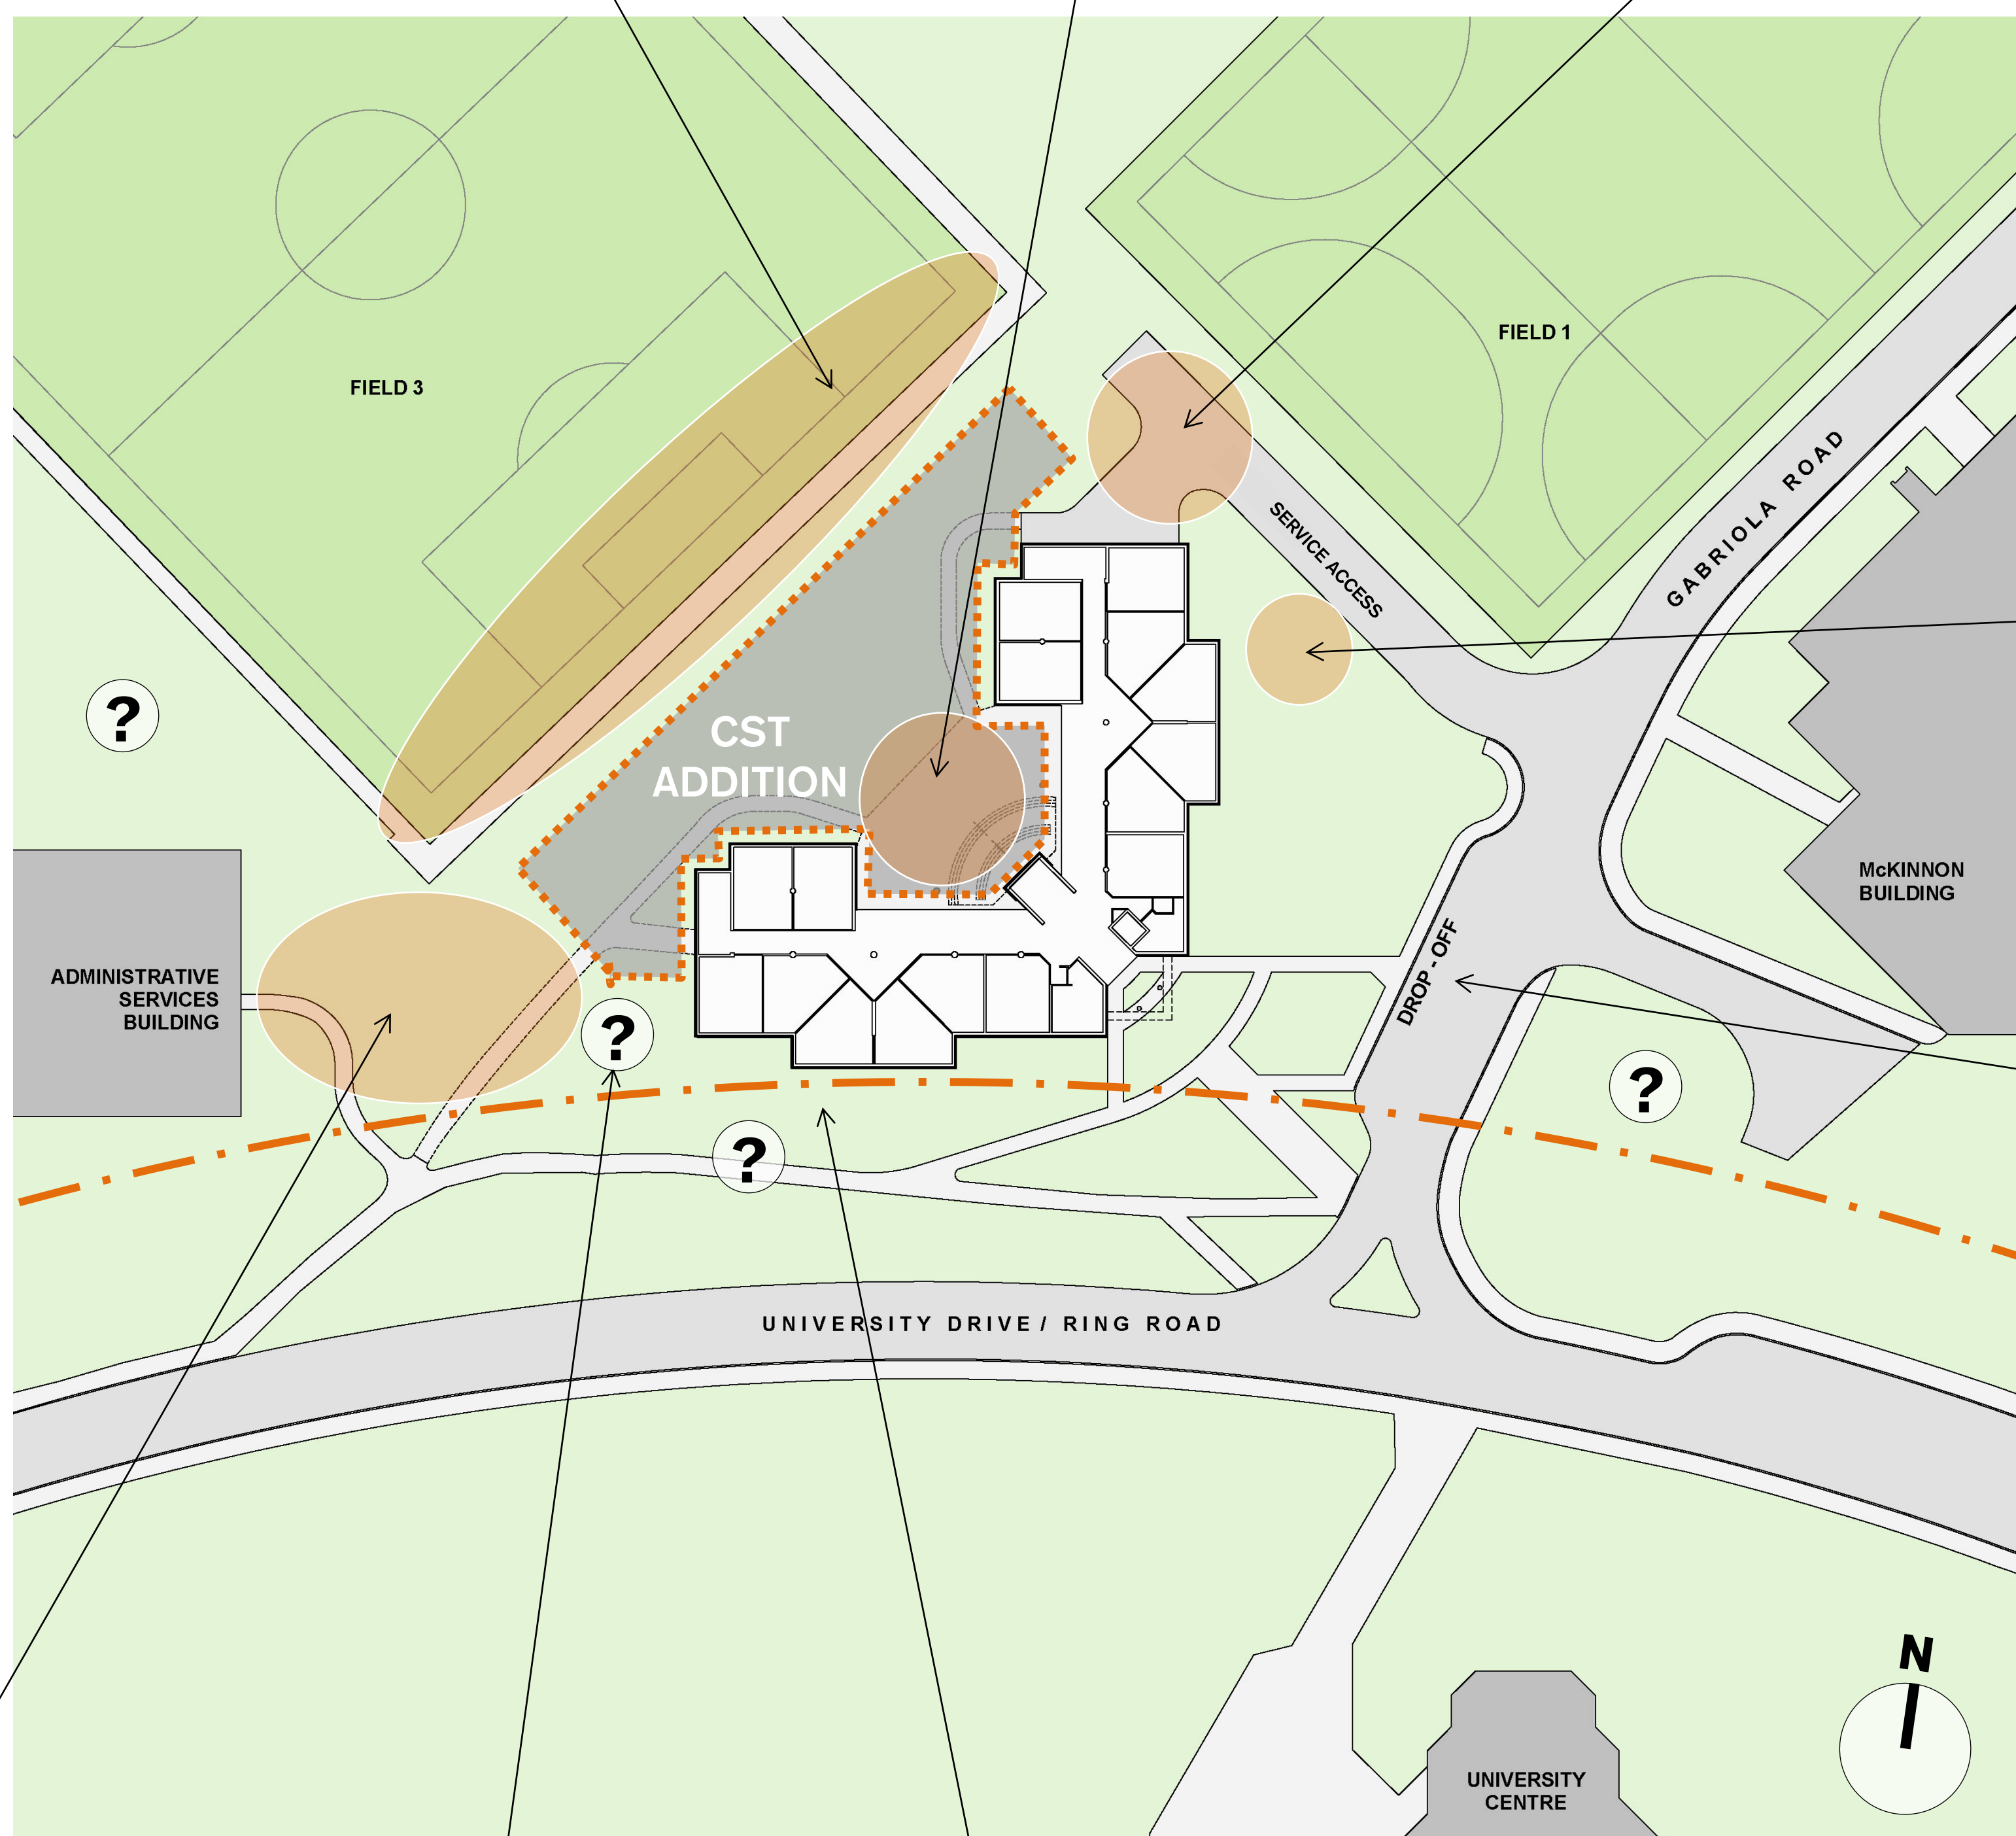 FIELD 1
FIELD 3
GABRIOLA ROAD
SERVICE ACCESS
?
CST
ADDITION
McKINNON
BUILDING
DROP - OFF
ADMINISTRATIVE
SERVICES
BUILDING
?
?
?
UNIVERSITY DRIVE / RING ROAD
N
UNIVERSITY
CENTRE